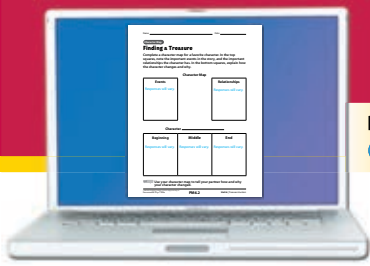 Finding a Treasure
Complete a character map for a favorite character. In the top
squares, note the important events in the story, and the important
relationships the character has. In the bottom squares, explain how
the character changes and why.
Character Map
Events
Relationships
Responses will vary.
Responses will vary.
Character
Beginning
Middle
End
Responses will vary.
Responses will vary.
Responses will vary.
Use your character map to tell your partner how and why
your character changed.
PM6.2